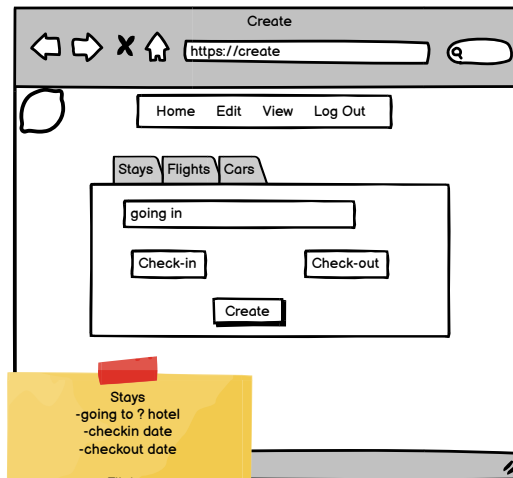 Create
https://create
Home Edit View Log Out
Stays Flights Cars
going in
Check-in Check-out
Create
Stays
-going to ? hotel
-checkin date
-checkout date